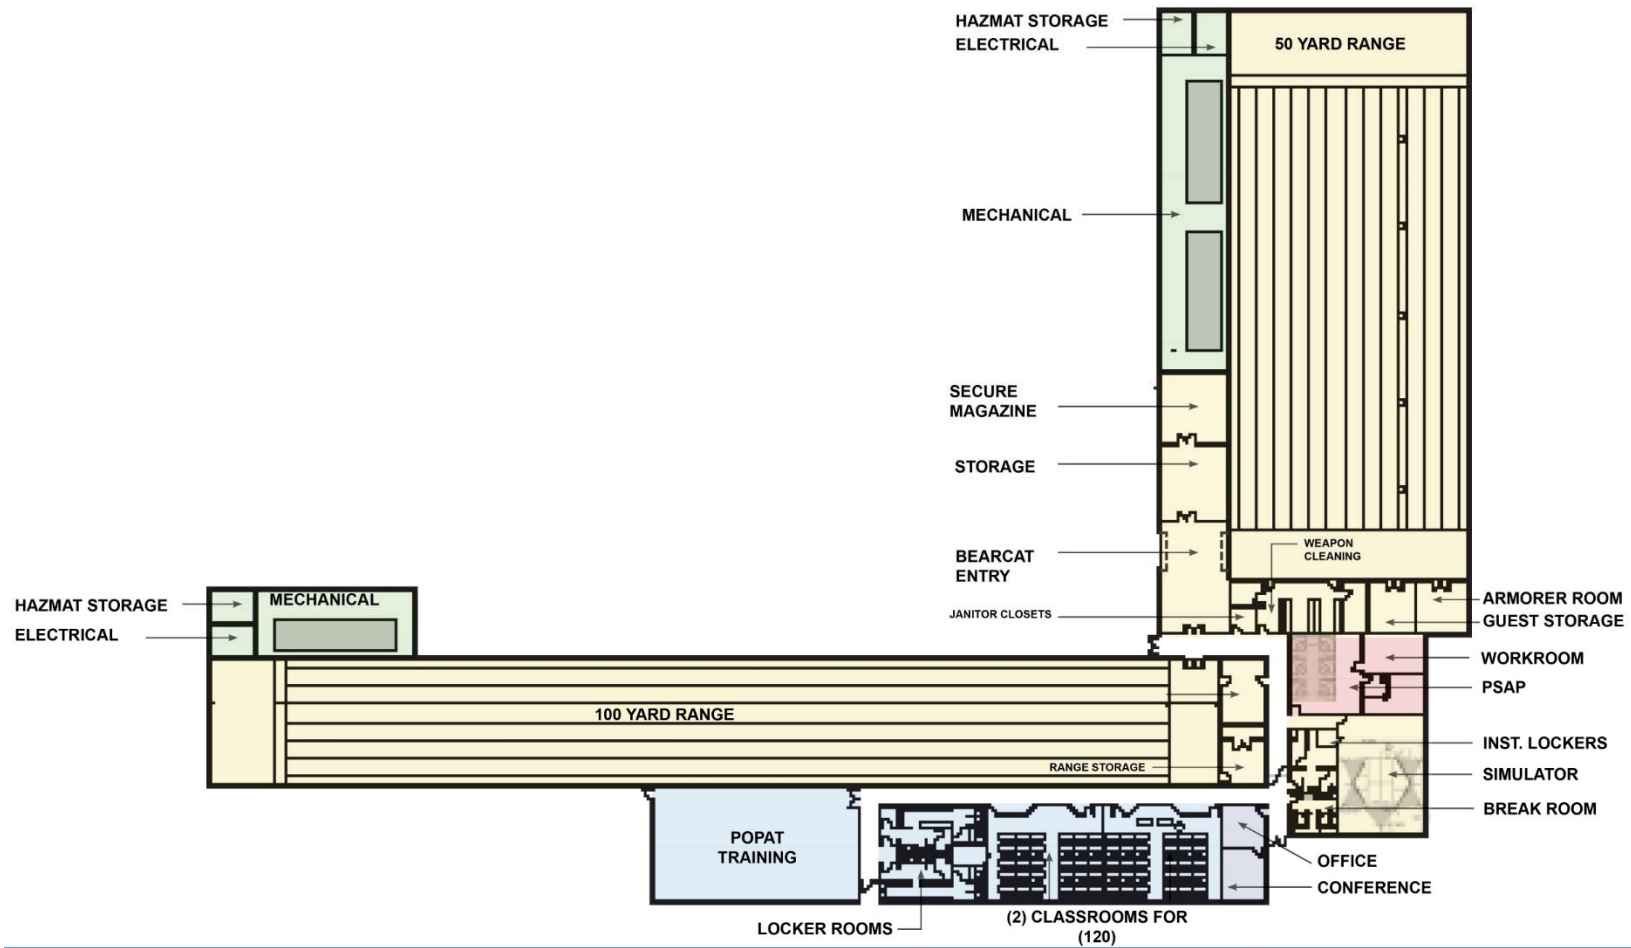 HAZMAT STORAGE
ELECTRICAL
50 YARD RANGE
MECHANICAL
SECURE
MAGAZINE
STORAGE
BEARCAT
ENTRY
WEAPON
CLEANING
JANITOR CLOSETS
ARMORER ROOM
GUEST STORAGE
WORKROOM
PSAP
INST. LOCKERS
SIMULATOR
BREAK ROOM
HAZMAT STORAGE
ELECTRICAL
MECHANICAL
100 YARD RANGE
RANGE STORAGE
POPAT
TRAINING
OFFICE
CONFERENCE
LOCKER ROOMS
(2) CLASSROOMS FOR
(120)